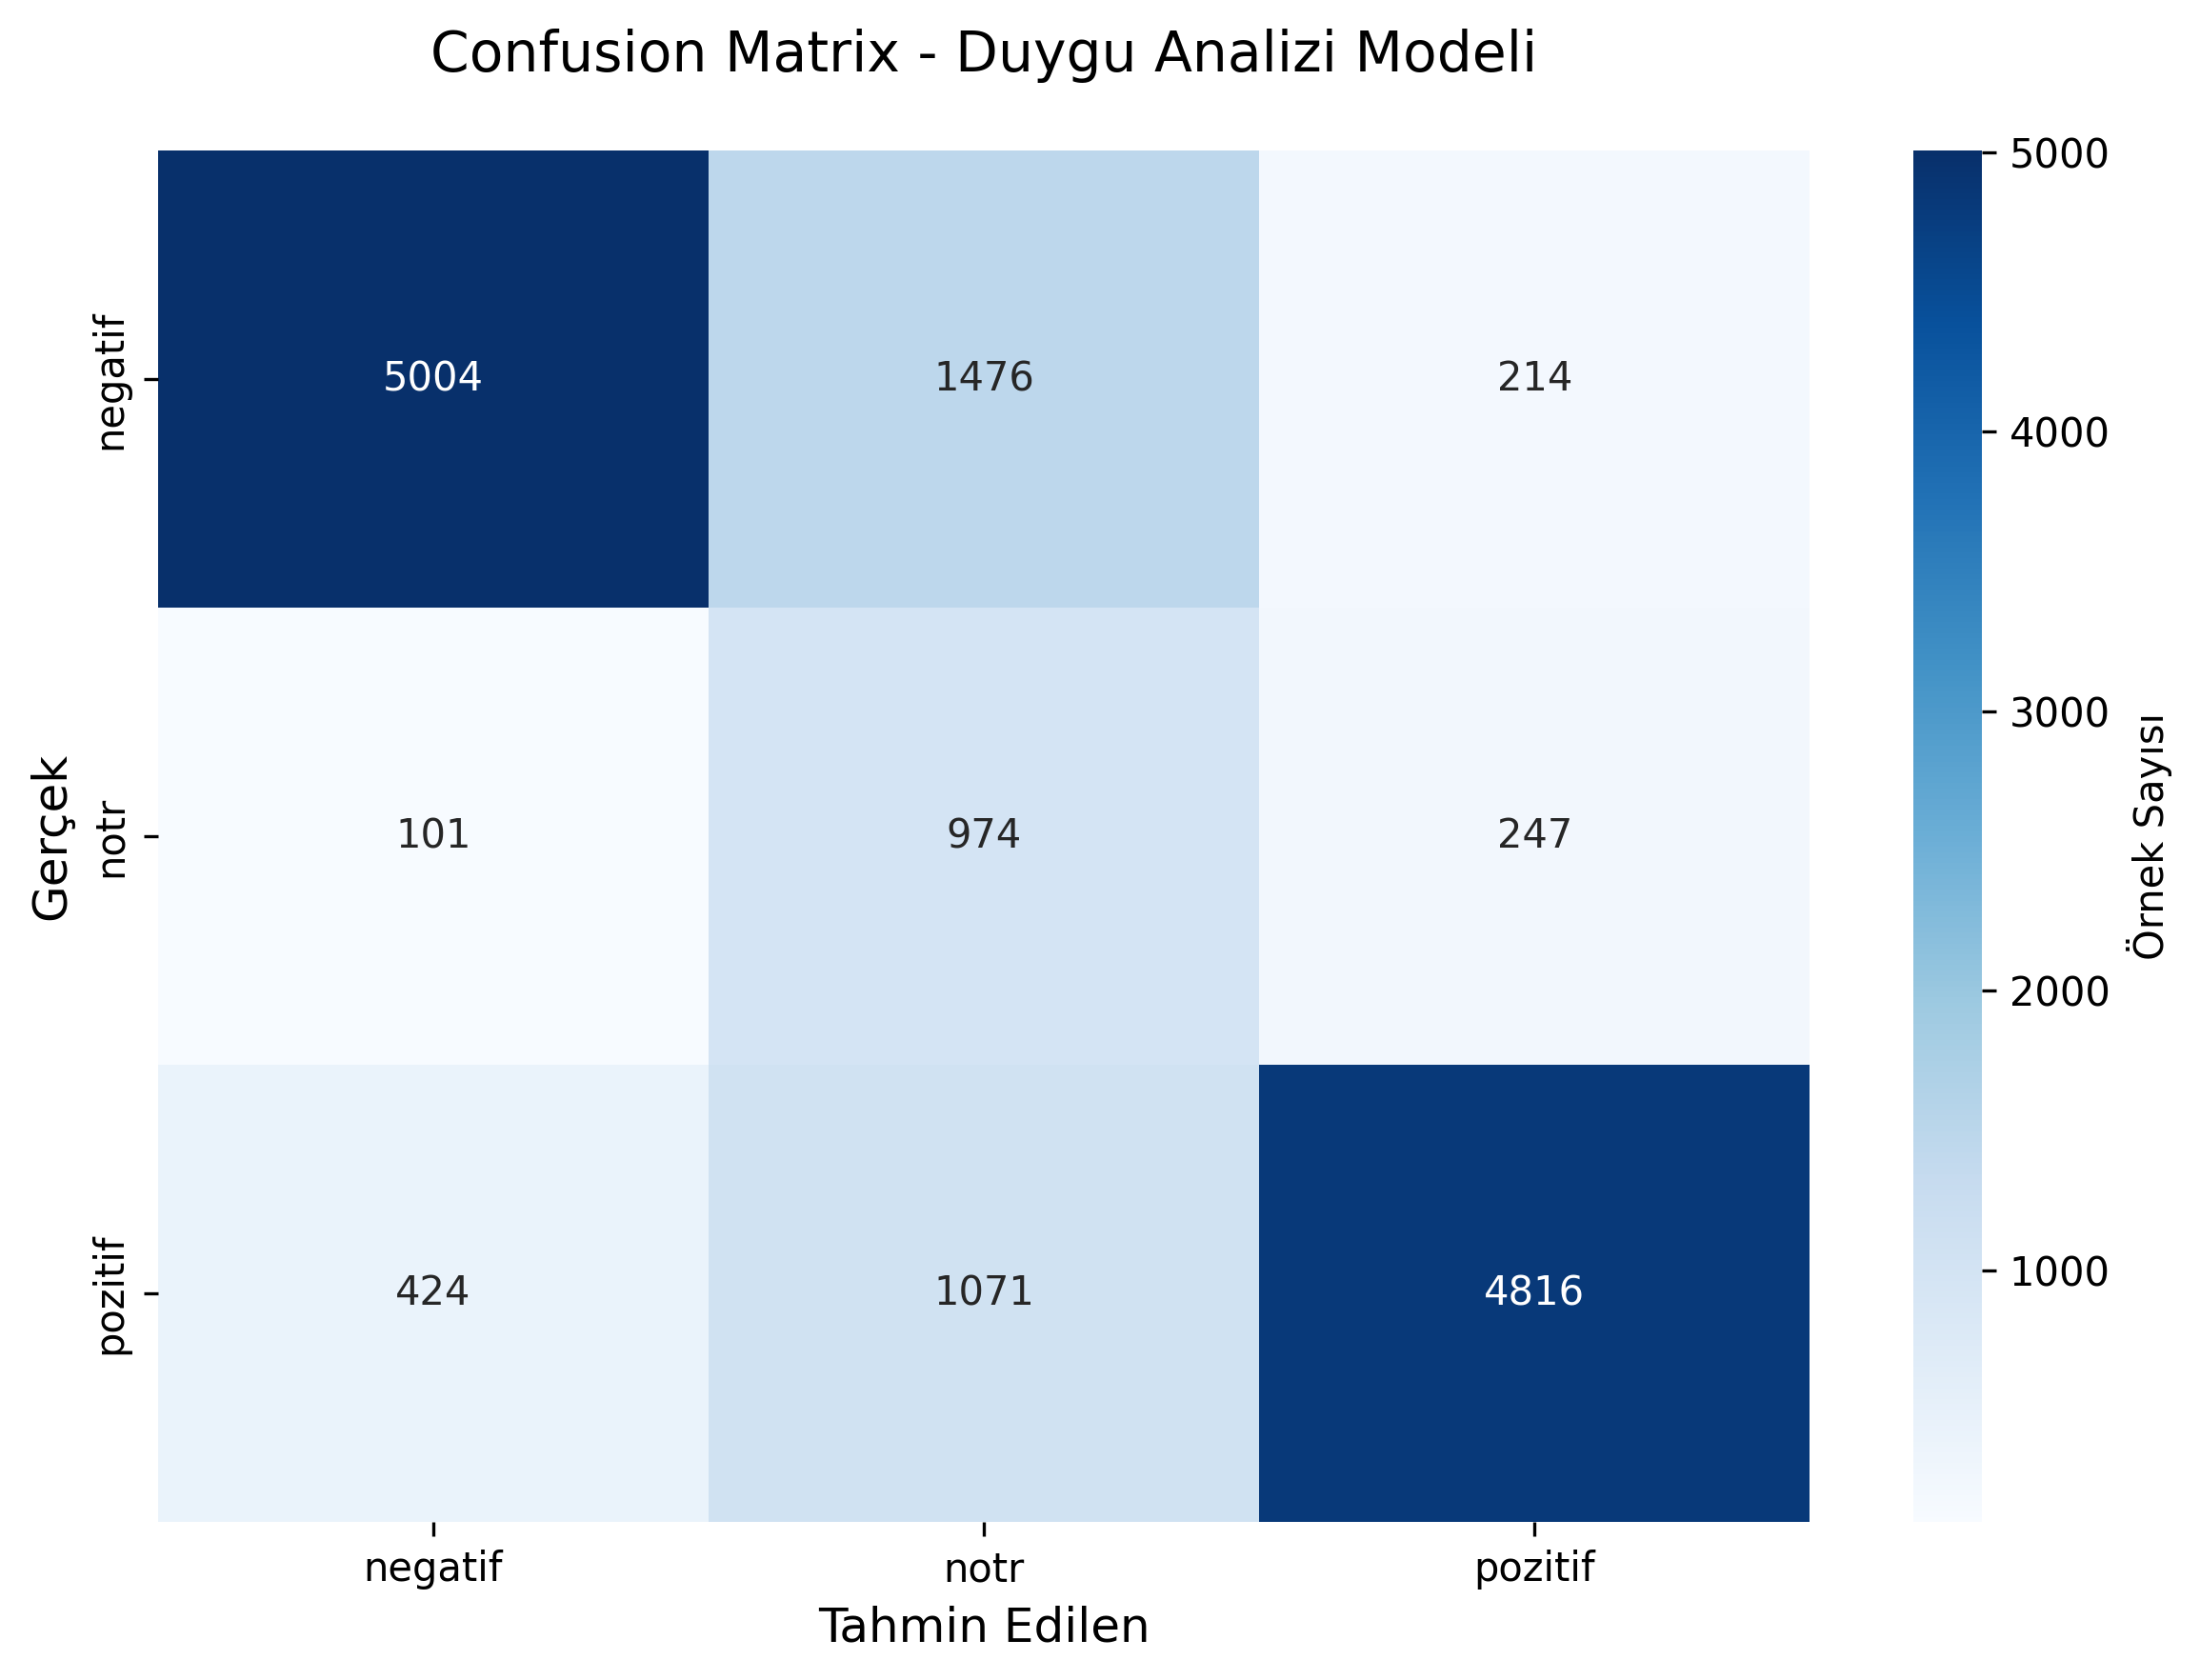 Confusion Matrix - Duygu Analizi Modeli
Gerçek
negatif
5004
1476
214
notr
101
974
247
pozitif
424
1071
4816
negatif
notr
pozitif
Tahmin Edilen
5000
4000
3000
2000
1000
Örnek Sayısı